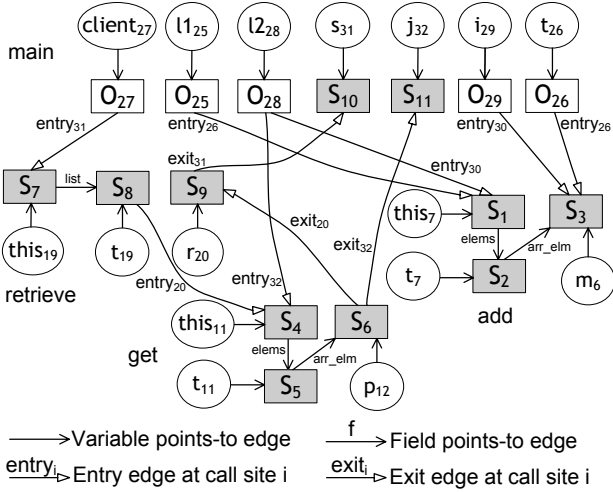 client27 l125 l228 s31 j32 i29 t26
main
O27 O25 O28 S10 S11 O29 O26
entry31 entry26 entry30 entry26
exit31 entry30
S7 list S8 S9 S1 S3
this7
exit20
elems arr_elm
this19 t19 r20 exit32 t7 S2 m6
entry20 entry32
retrieve
S4 S6 add
this11
get elems arr_elm
t11 S5 p12
Variable points-to edge f Field points-to edge
entryi Entry edge at call site i exiti Exit edge at call site i